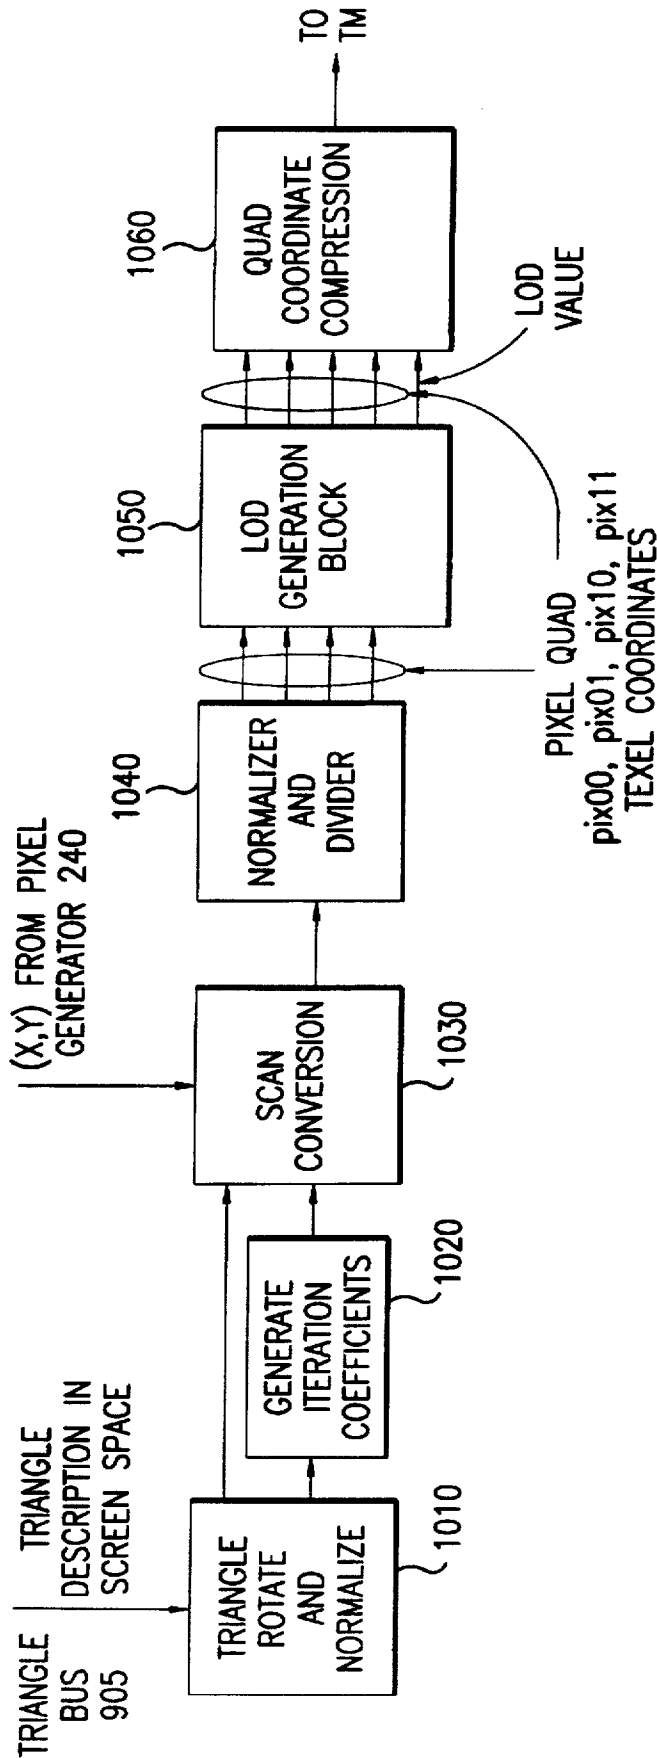 TRIANGLE
BUS
905
TRIANGLE
DESCRIPTION IN
SCREEN SPACE
TRIANGLE
ROTATE
AND
NORMALIZE
1010
GENERATE
ITERATION
COEFFICIENTS
1020
(X,Y) FROM PIXEL
GENERATOR 240
SCAN
CONVERSION
1030
1040
NORMALIZER
AND
DIVIDER
PIXEL QUAD
pix00, pix01, pix10, pix11
TEXEL COORDINATES
1050
LOD
GENERATION
BLOCK
LOD
VALUE
1060
QUAD
COORDINATE
COMPRESSION
TO
TM